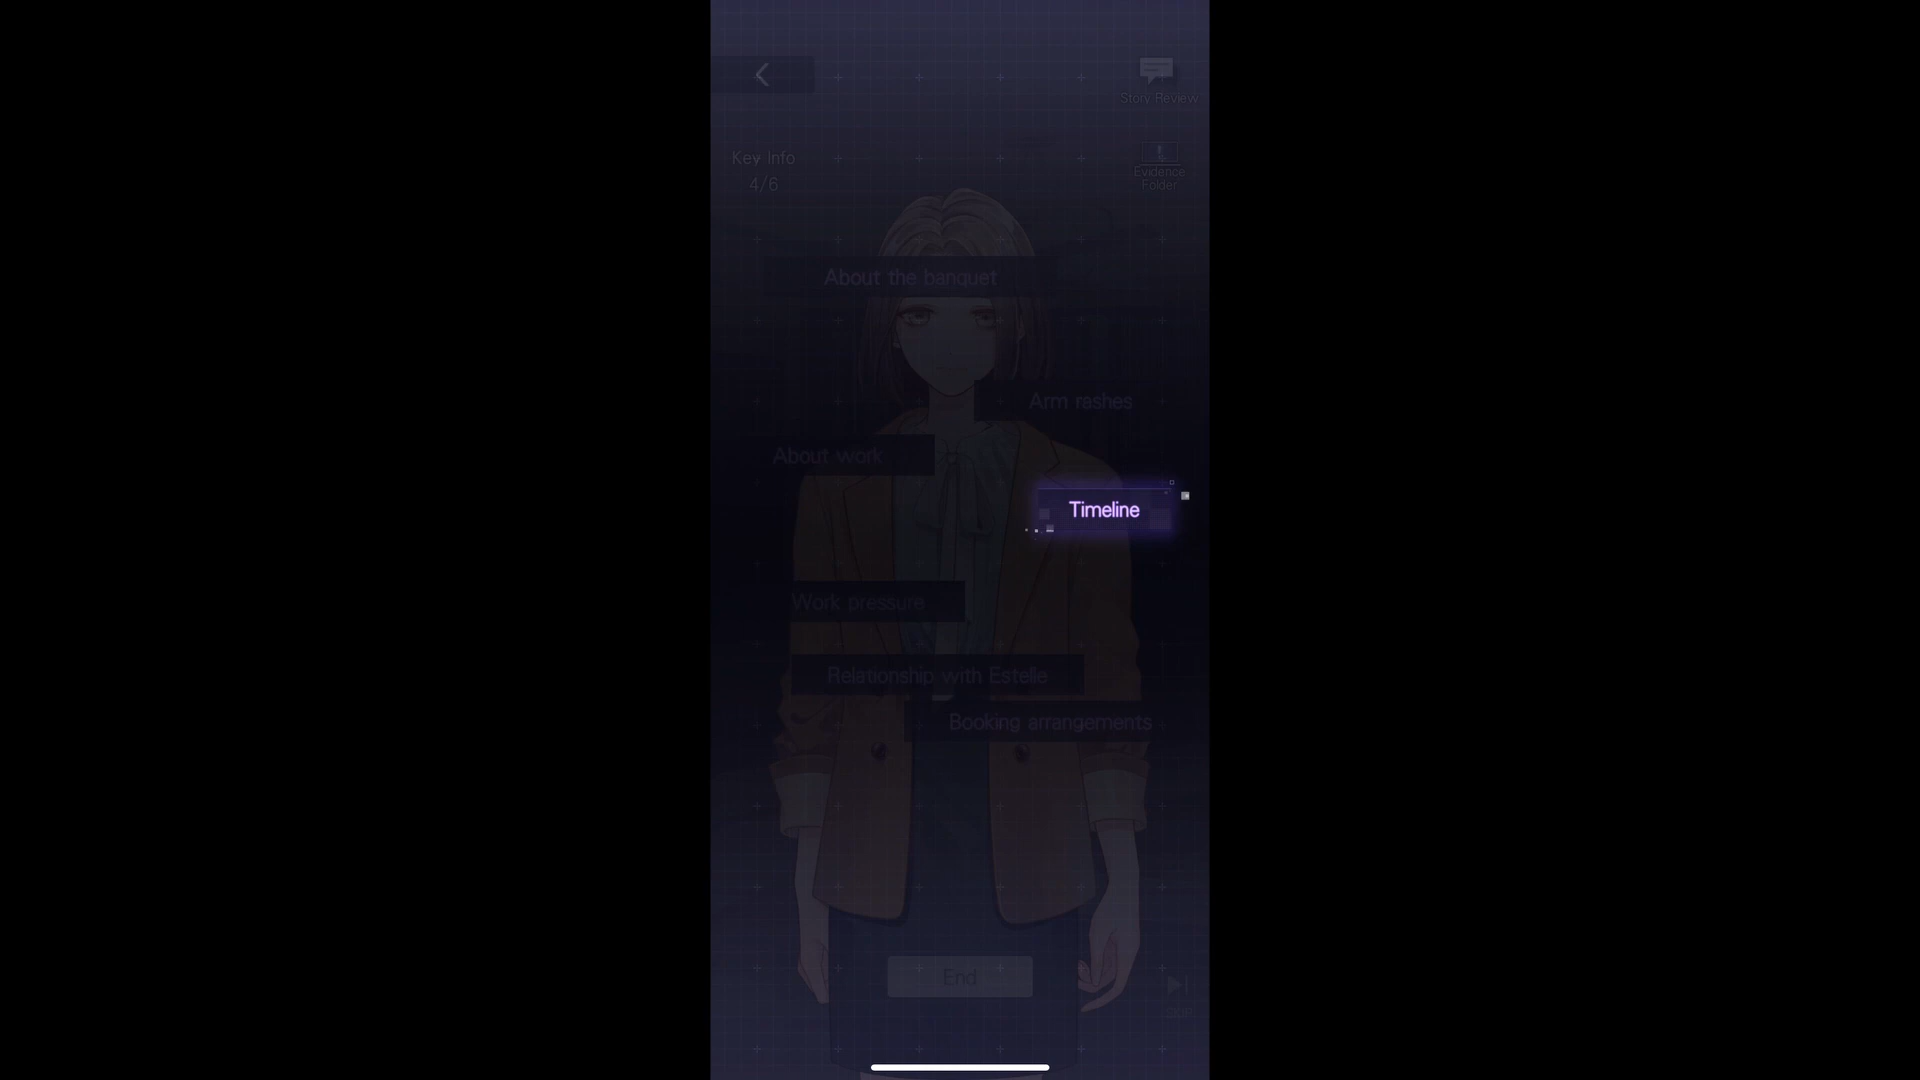 Story Review
Key Info
4/6
Evidence
Folder
About the banquet
Arm rashes
About work
Timeline
Work pressure
Relationship with Estelle
Booking arrangements
End
SKIP